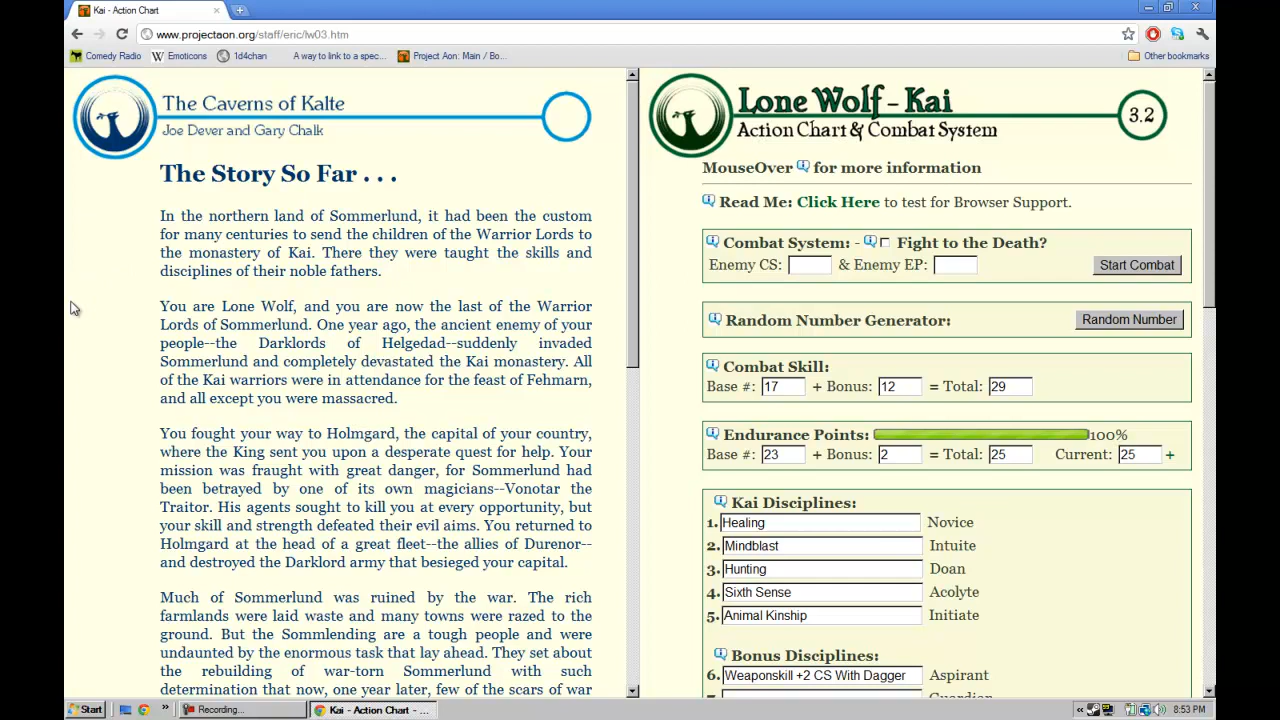 Kai - Action Chart
www.projectaon.org/staff/eric/lw03.htm
Comedy Radio
Emoticons
1d4chan
A way to link to a spec...
Project Aon: Main / Bo...
Other bookmarks
The Caverns of Kalte
Joe Dever and Gary Chalk
The Story So Far . . .
In the northern land of Sommerlund, it had been the custom
for many centuries to send the children of the Warrior Lords to
the monastery of Kai. There they were taught the skills and
disciplines of their noble fathers.
You are Lone Wolf, and you are now the last of the Warrior
Lords of Sommerlund. One year ago, the ancient enemy of your
people--the Darklords of Helgedad--suddenly invaded
Sommerlund and completely devastated the Kai monastery. All
of the Kai warriors were in attendance for the feast of Fehmarn,
and all except you were massacred.
You fought your way to Holmgard, the capital of your country,
where the King sent you upon a desperate quest for help. Your
mission was fraught with great danger, for Sommerlund had
been betrayed by one of its own magicians--Vonotar the
Traitor. His agents sought to kill you at every opportunity, but
your skill and strength defeated their evil aims. You returned to
Holmgard at the head of a great fleet--the allies of Durenor--
and destroyed the Darklord army that besieged your capital.
Much of Sommerlund was ruined by the war. The rich
farmlands were laid waste and many towns were razed to the
ground. But the Sommlending are a tough people and were
undaunted by the enormous task that lay ahead. They set about
the rebuilding of war-torn Sommerlund with such
determination that now, one year later, few of the scars of war
Lone Wolf - Kai
Action Chart & Combat System
3.2
MouseOver for more information
Read Me: Click Here to test for Browser Support.
Combat System: - Fight to the Death?
Enemy CS: & Enemy EP: Start Combat
Random Number Generator: Random Number
Combat Skill:
Base #: 17 + Bonus: 12 = Total: 29
Endurance Points: 100%
Base #: 23 + Bonus: 2 = Total: 25 Current: 25 +
Kai Disciplines:
1. Healing Novice
2. Mindblast Intuite
3. Hunting Doan
4. Sixth Sense Acolyte
5. Animal Kinship Initiate
Bonus Disciplines:
6. Weaponskill +2 CS With Dagger Aspirant
Guardian
Start
Recording...
Kai - Action Chart - ...
8:53 PM